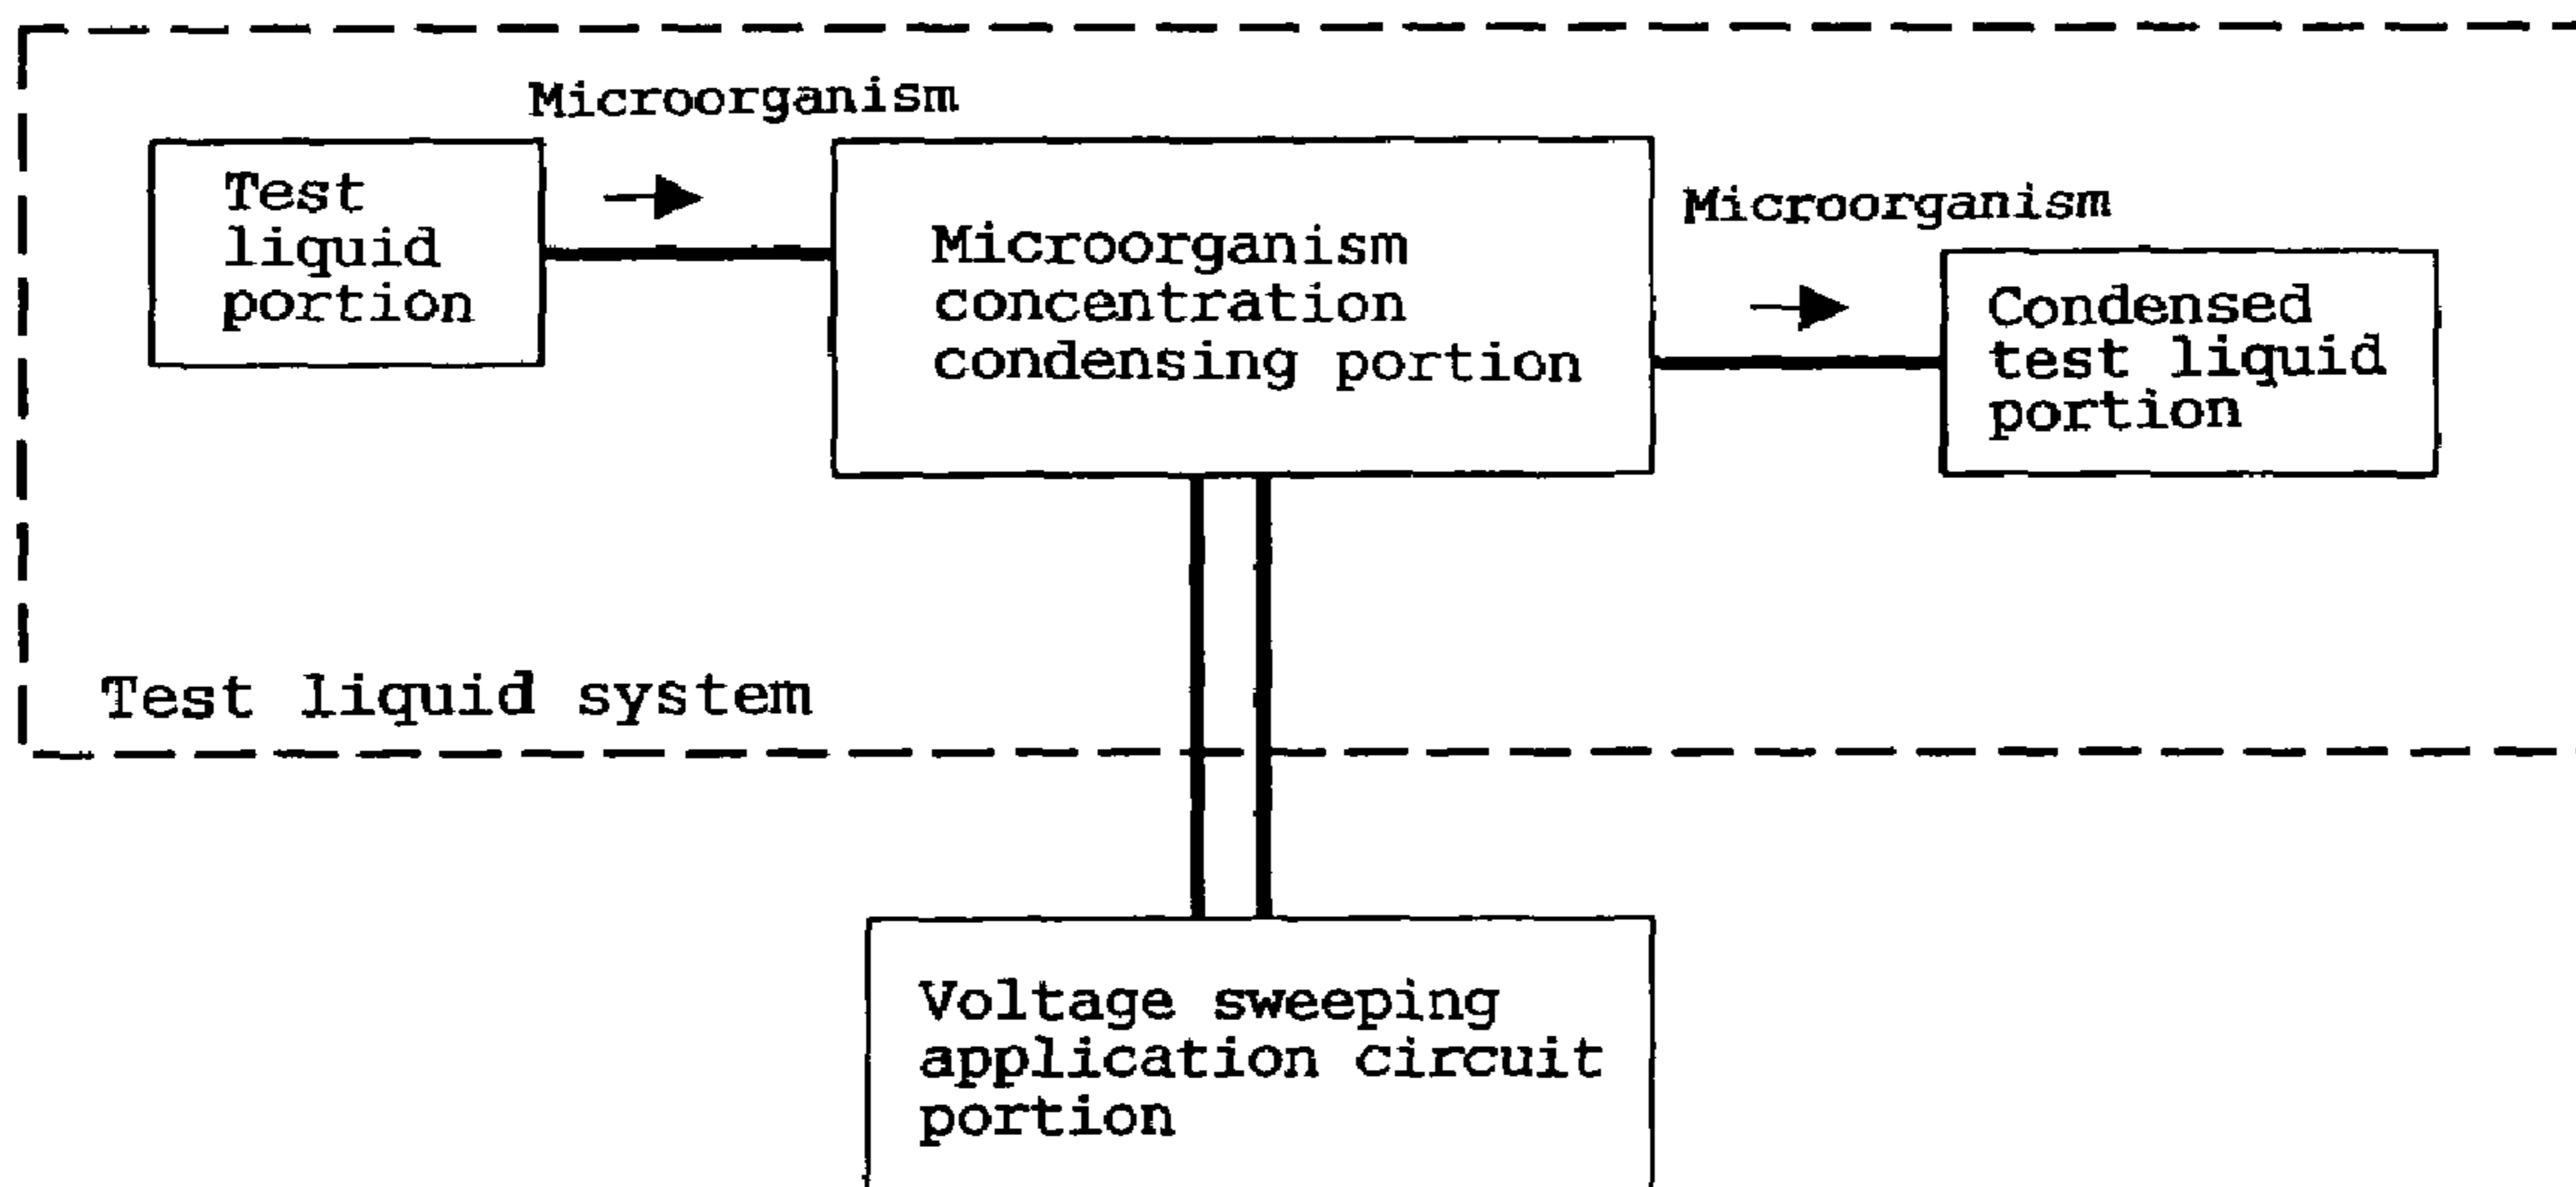 Microorganism
Test
liquid
portion
Microorganism
concentration
condensing portion
Microorganism
Condensed
test liquid
portion
Test liquid system
Voltage sweeping
application circuit
portion